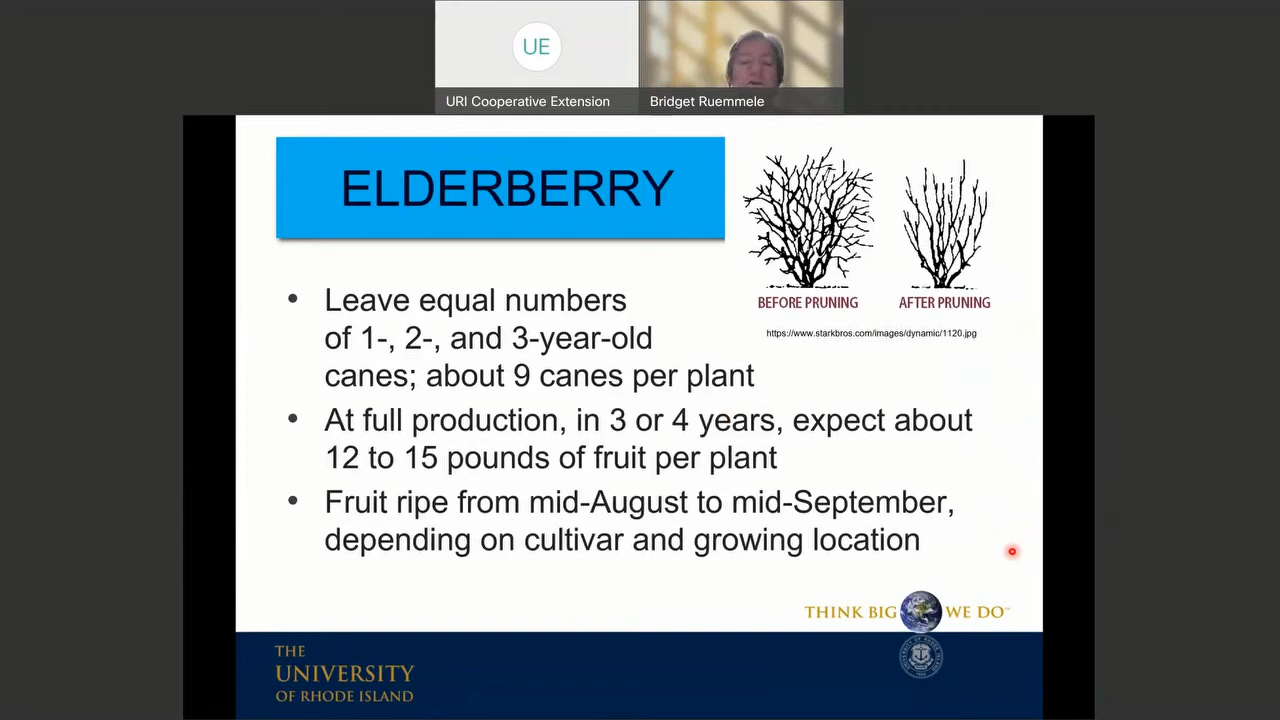 UE
URI Cooperative Extension
Bridget Ruemmele
ELDERBERRY
BEFORE PRUNING
AFTER PRUNING
https://www.starkbros.com/images/dynamic/1120.jpg
• Leave equal numbers
of 1-, 2-, and 3-year-old
canes; about 9 canes per plant
• At full production, in 3 or 4 years, expect about
12 to 15 pounds of fruit per plant
• Fruit ripe from mid-August to mid-September,
depending on cultivar and growing location
THINK BIG WE DO™
THE
UNIVERSITY
OF RHODE ISLAND